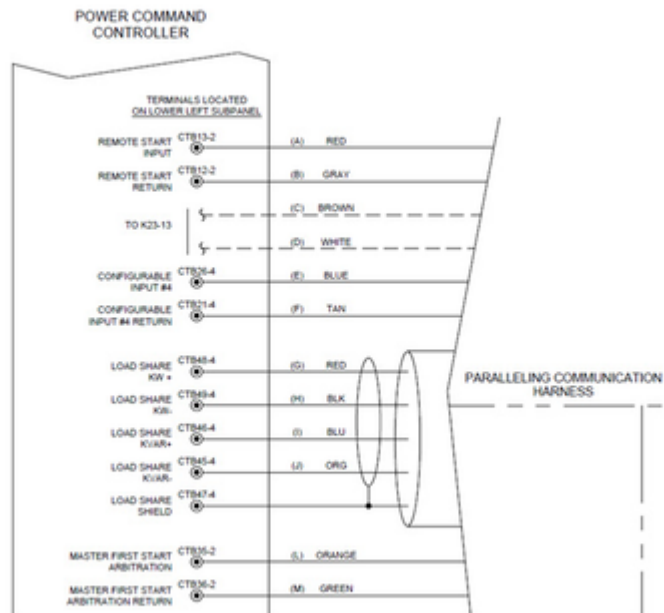 POWER COMMAND
CONTROLLER
TERMINALS LOCATED
ON LOWER LEFT SUBPANEL
REMOTE START
INPUT
CTB13-2
(A) RED
REMOTE START
RETURN
CTB12-2
(B) GRAY
TO K23-13
(C) BROWN
(D) WHITE
CONFIGURABLE
INPUT #4
CTB26-4
(E) BLUE
CONFIGURABLE
INPUT #4 RETURN
CTB21-4
(F) TAN
LOAD SHARE
KW +
CTB48-4
(G) RED
LOAD SHARE
KW-
CTB49-4
(H) BLK
LOAD SHARE
KVAR+
CTB46-4
(I) BLU
LOAD SHARE
KVAR-
CTB45-4
(J) ORG
LOAD SHARE
SHIELD
CTB47-4
PARALLELING COMMUNICATION
HARNESS
MASTER FIRST START
ARBITRATION
CTB35-2
(L) ORANGE
MASTER FIRST START
ARBITRATION RETURN
CTB36-2
(M) GREEN